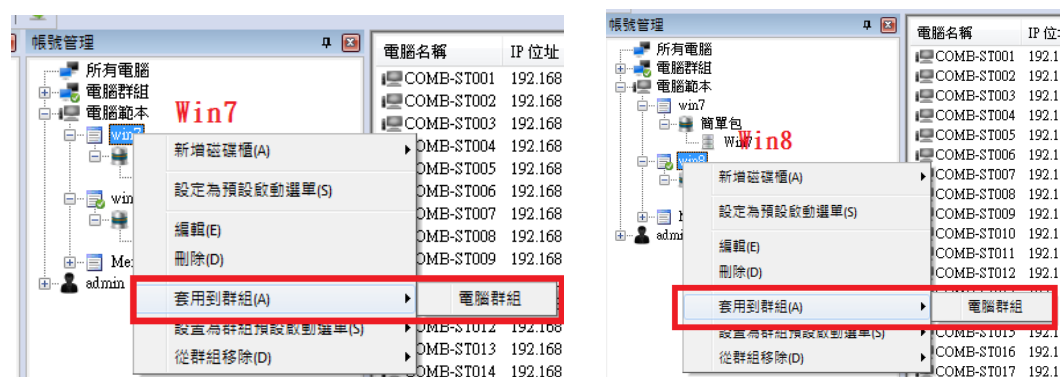 帳號管理
所有電腦
電腦群組
電腦範本
Win7
win7
win
Me
admin
新增磁碟櫃(A)
設定為預設啟動選單(S)
編輯(E)
刪除(D)
套用到群組(A)
電腦群組
設置為群組預設啟動選單(S)
從群組移除(D)
電腦名稱 IP 位址
COMB-ST001 192.168
COMB-ST002 192.168
COMB-ST003 192.168
OMB-ST004 192.168
OMB-ST005 192.168
OMB-ST006 192.168
OMB-ST007 192.168
OMB-ST008 192.168
OMB-ST009 192.168
OMB-ST012 192.168
OMB-ST013 192.168
OMB-ST014 192.168
帳號管理
所有電腦
電腦群組
電腦範本
win7
簡單包
Win7
Win8
win8
admi
新增磁碟櫃(A)
設定為預設啟動選單(S)
編輯(E)
刪除(D)
套用到群組(A)
電腦群組
設置為群組預設啟動選單(S)
從群組移除(D)
電腦名稱 IP 位
COMB-ST001 192.1
COMB-ST002 192.1
COMB-ST003 192.1
COMB-ST004 192.1
COMB-ST005 192.1
COMB-ST006 192.1
COMB-ST007 192.1
COMB-ST008 192.1
COMB-ST009 192.1
COMB-ST010 192.1
COMB-ST011 192.1
COMB-ST012 192.1
COMB-ST015 192.1
COMB-ST016 192.1
COMB-ST017 192.1